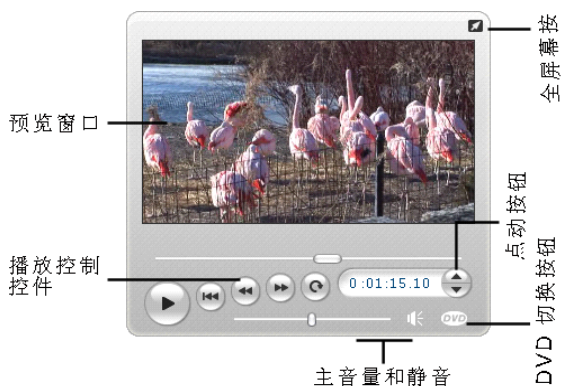 全屏幕按
预览窗口
点动按钮
播放控制
控件
0:01:15.10
DVD
DVD 切换按钮
主音量和静音